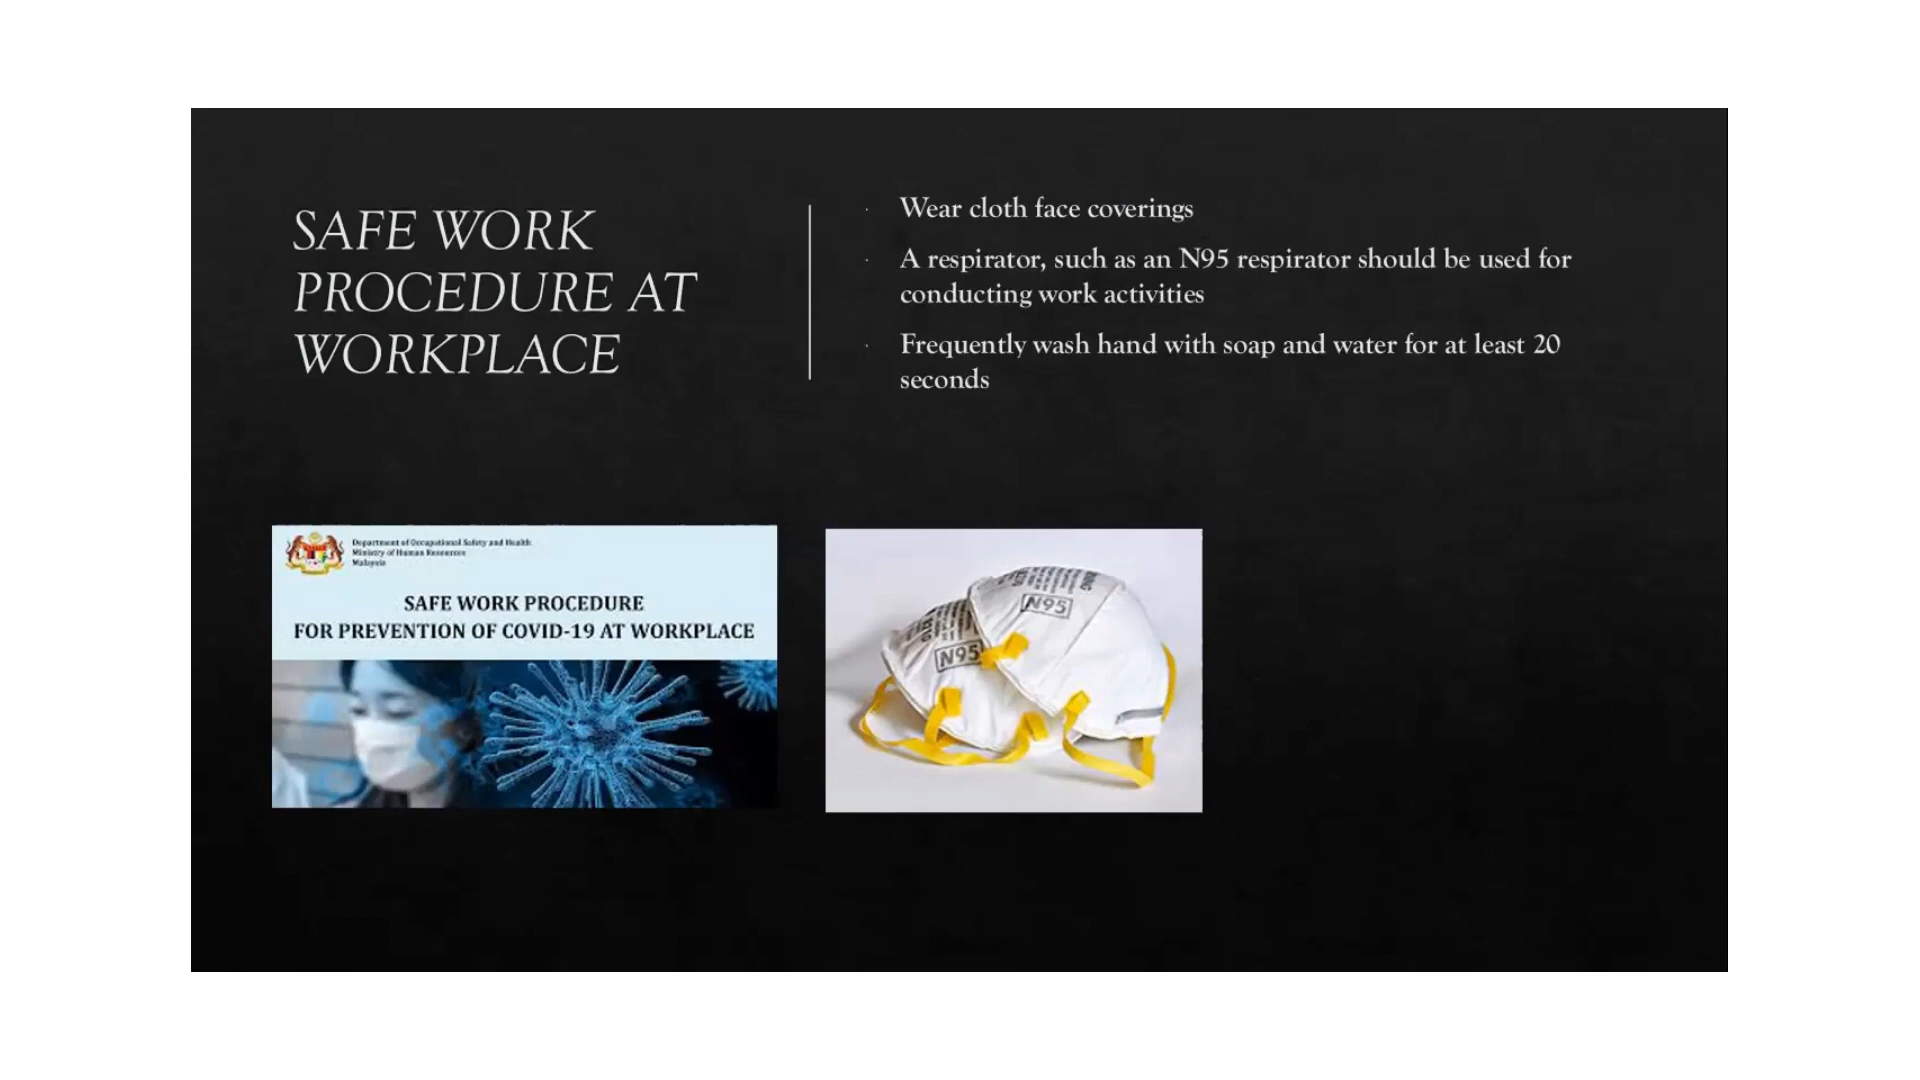 SAFE WORK
PROCEDURE AT
WORKPLACE
Wear cloth face coverings
A respirator, such as an N95 respirator should be used for
conducting work activities
Frequently wash hand with soap and water for at least 20
seconds
Department of Occupational Safety and Health
Ministry of Human Resources
Malaysia
SAFE WORK PROCEDURE
FOR PREVENTION OF COVID-19 AT WORKPLACE
N95
N95